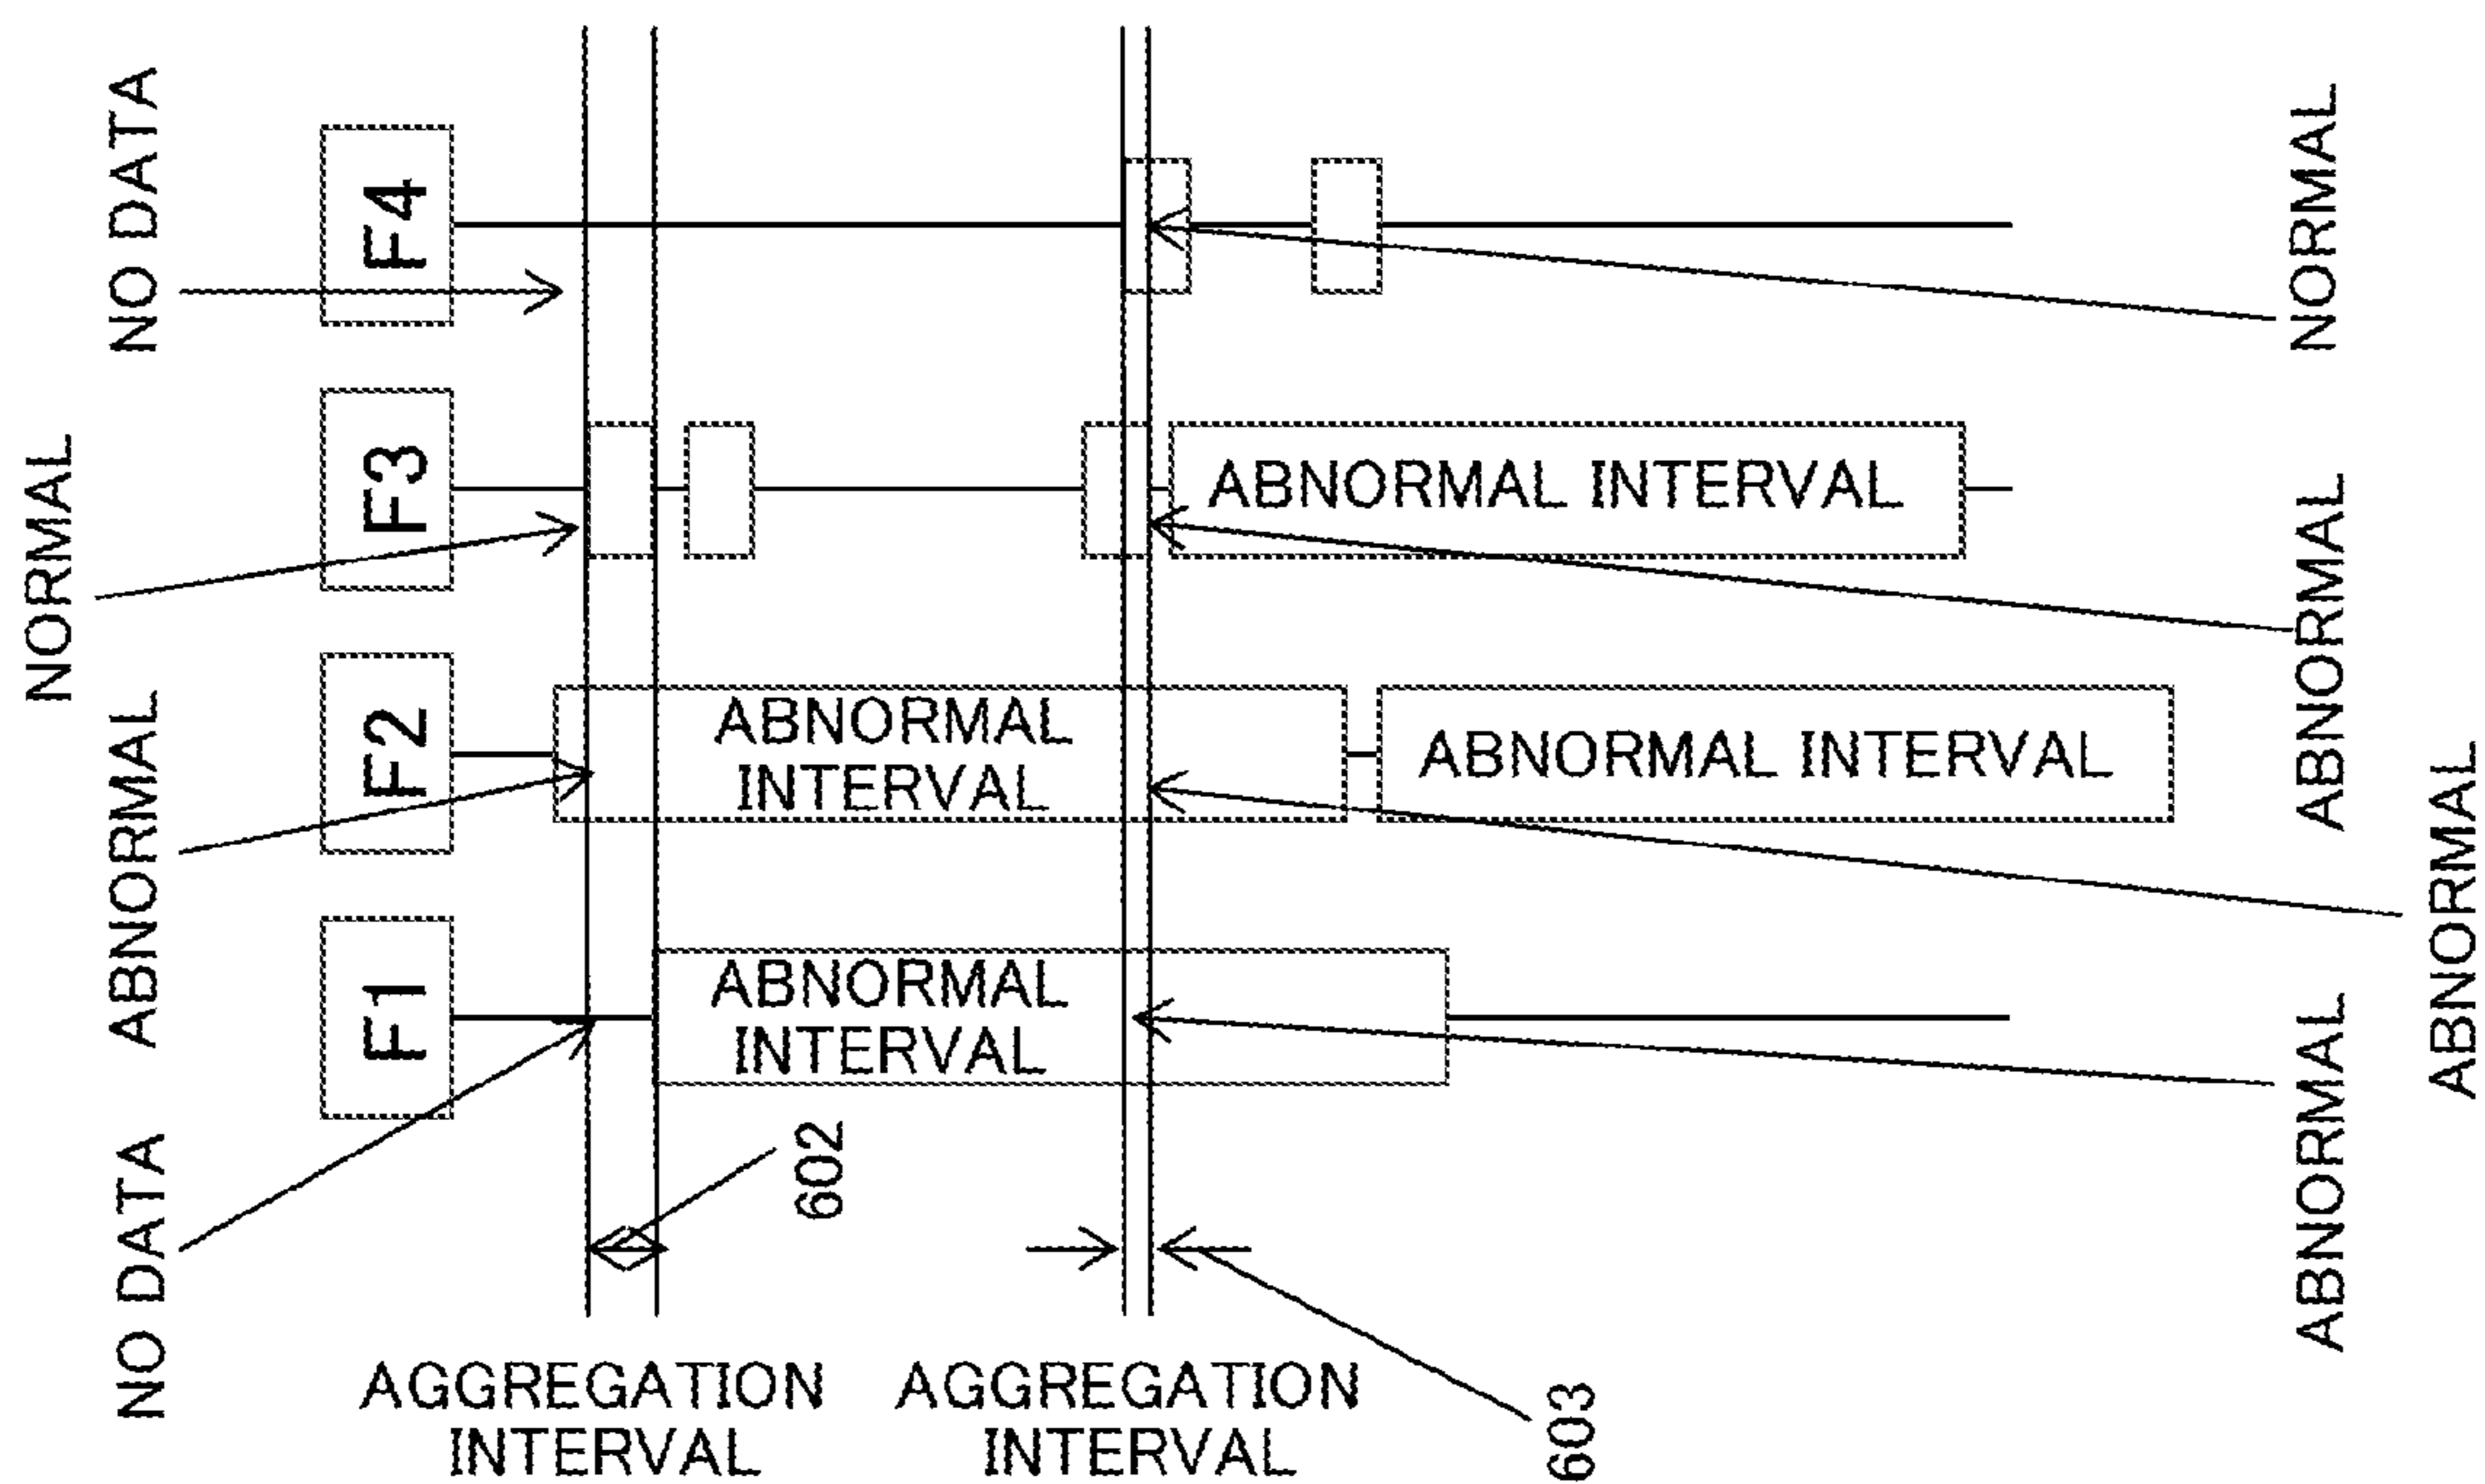 NO DATA
ABNORMAL
NORMAL
NO DATA
F1
F2
F3
F4
ABNORMAL
INTERVAL
ABNORMAL
INTERVAL
ABNORMAL INTERVAL
ABNORMAL INTERVAL
602
603
AGGREGATION
INTERVAL
AGGREGATION
INTERVAL
ABNORMAL
ABNORMAL
ABNORMAL
NORMAL